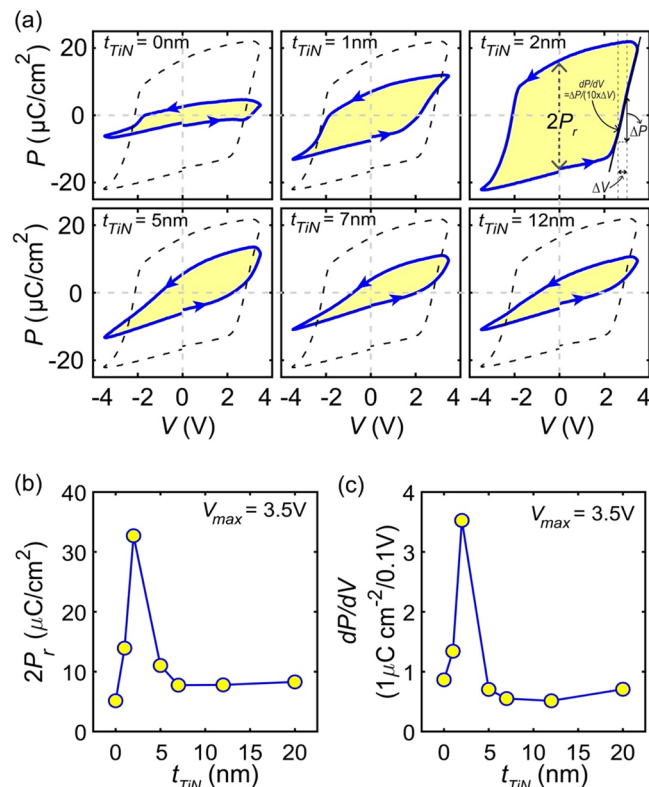 (a)
t_TiN = 0nm
t_TiN = 1nm
t_TiN = 2nm
P (μC/cm²)
20
0
-20
2P_r
dP/dV
=ΔP/(10xΔV)
ΔP
ΔV
t_TiN = 5nm
t_TiN = 7nm
t_TiN = 12nm
P (μC/cm²)
20
0
-20
-4 -2 0 2 4 -4 -2 0 2 4 -4 -2 0 2 4
V (V) V (V) V (V)
(b)
V_max = 3.5V
2P_r (μC/cm²)
40
30
20
10
0
0 5 10 15 20
t_TiN (nm)
(c)
V_max = 3.5V
dP/dV
(1μC cm⁻²/0.1V)
4
3
2
1
0
0 5 10 15 20
t_TiN (nm)